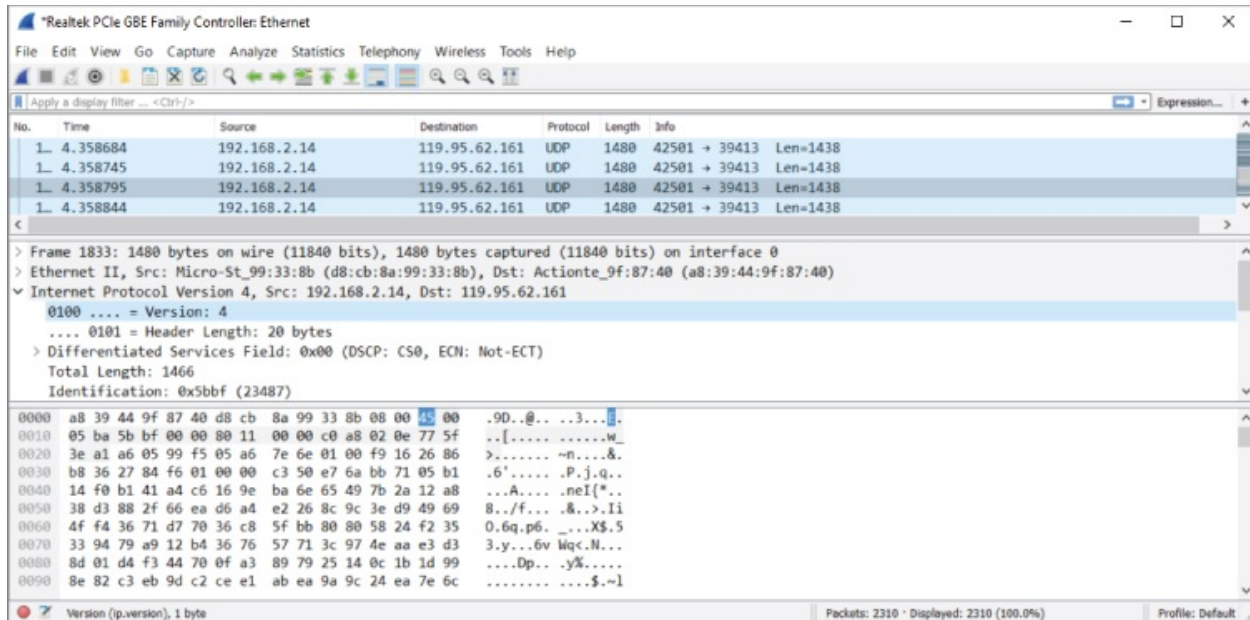 *Realtek PCIe GBE Family Controller: Ethernet
File Edit View Go Capture Analyze Statistics Telephony Wireless Tools Help
Apply a display filter ... <Ctrl-/>
Expression... +
No. Time Source Destination Protocol Length Info
1... 4.358684 192.168.2.14 119.95.62.161 UDP 1480 42501 → 39413 Len=1438
1... 4.358745 192.168.2.14 119.95.62.161 UDP 1480 42501 → 39413 Len=1438
1... 4.358795 192.168.2.14 119.95.62.161 UDP 1480 42501 → 39413 Len=1438
1... 4.358844 192.168.2.14 119.95.62.161 UDP 1480 42501 → 39413 Len=1438
> Frame 1833: 1480 bytes on wire (11840 bits), 1480 bytes captured (11840 bits) on interface 0
> Ethernet II, Src: Micro-St_99:33:8b (d8:cb:8a:99:33:8b), Dst: Actionte_9f:87:40 (a8:39:44:9f:87:40)
Internet Protocol Version 4, Src: 192.168.2.14, Dst: 119.95.62.161
0100 .... = Version: 4
.... 0101 = Header Length: 20 bytes
> Differentiated Services Field: 0x00 (DSCP: CS0, ECN: Not-ECT)
Total Length: 1466
Identification: 0x5bbf (23487)
0000 a8 39 44 9f 87 40 d8 cb 8a 99 33 8b 08 00 45 00 .9D..@.. ..3...E.
0010 05 ba 5b bf 00 00 80 11 00 00 c0 a8 02 0e 77 5f ..[..... ......w_
0020 3e a1 a6 05 99 f5 05 a6 7e 6e 01 00 f9 16 26 86 >....... ~n....&.
0030 b8 36 27 84 f6 01 00 00 c3 50 e7 6a bb 71 05 b1 .6'..... .P.j.q..
0040 14 f0 b1 41 a4 c6 16 9e ba 6e 65 49 7b 2a 12 a8 ...A.... .neI{*..
0050 38 d3 88 2f 66 ea d6 a4 e2 26 8c 9c 3e d9 49 69 8../f... .&..>.Ii
0060 4f f4 36 71 d7 70 36 c8 5f bb 80 80 58 24 f2 35 O.6q.p6. _...X$.5
0070 33 94 79 a9 12 b4 36 76 57 71 3c 97 4e aa e3 d3 3.y...6v Wq<.N...
0080 8d 01 d4 f3 44 70 0f a3 89 79 25 14 0c 1b 1d 99 ....Dp.. .y%.....
0090 8e 82 c3 eb 9d c2 ce e1 ab ea 9a 9c 24 ea 7e 6c ........ ....$.~l
Version (ip.version), 1 byte
Packets: 2310 · Displayed: 2310 (100.0%)
Profile: Default